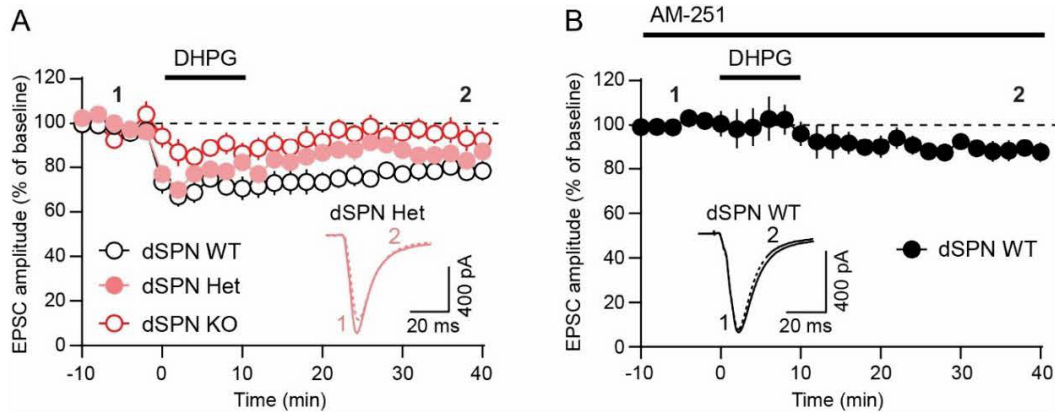 A
DHPG
EPSC amplitude (% of baseline)
120
100
80
60
40
20
0
1
2
dSPN WT
dSPN Het
dSPN KO
dSPN Het
2
1
400 pA
20 ms
-10
0
10
20
30
40
Time (min)
B
AM-251
DHPG
EPSC amplitude (% of baseline)
120
100
80
60
40
20
0
1
2
dSPN WT
2
1
400 pA
20 ms
dSPN WT
-10
0
10
20
30
40
Time (min)